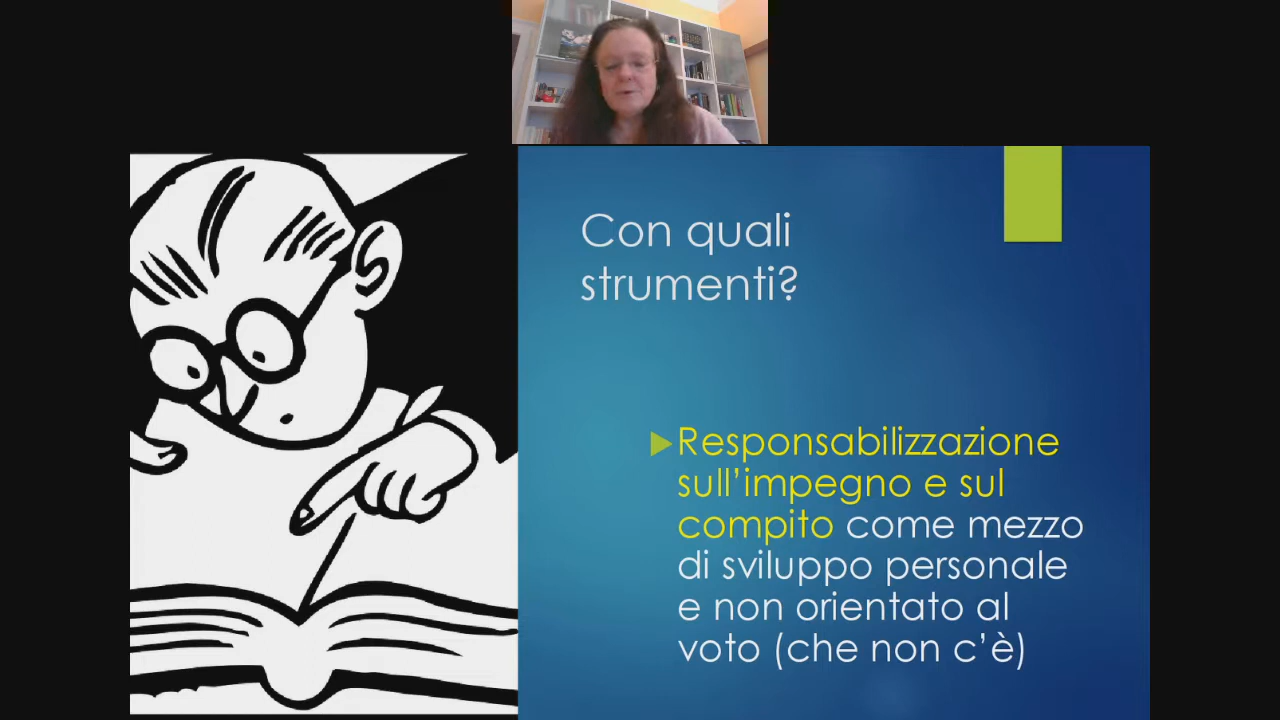 Con quali
strumenti?
Responsabilizzazione
sull'impegno e sul
compito come mezzo
di sviluppo personale
e non orientato al
voto (che non c'è)